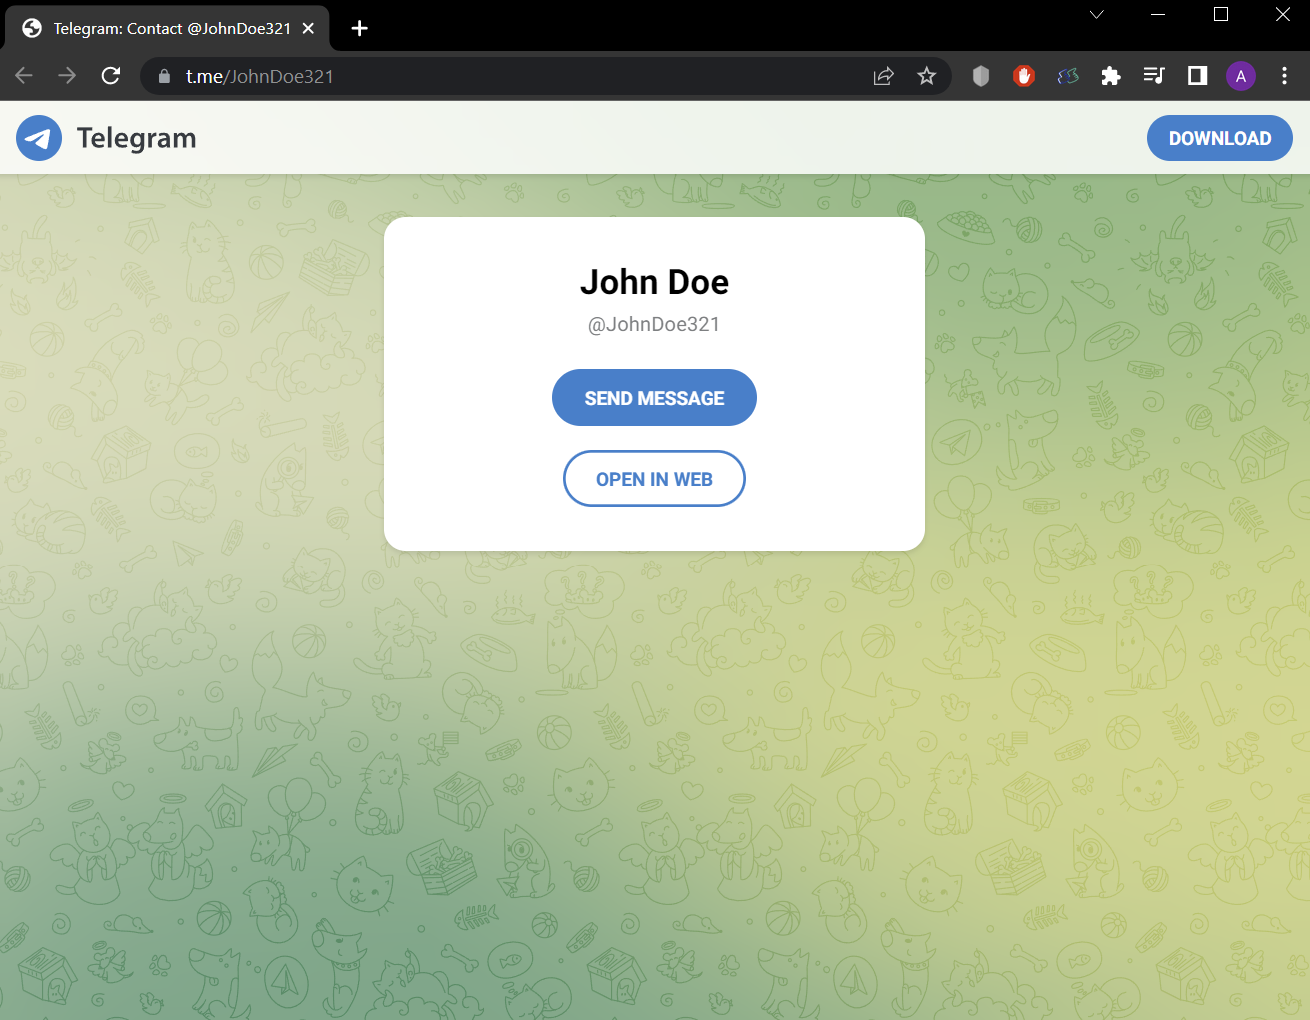 Telegram: Contact @JohnDoe321
t.me/JohnDoe321
A
Telegram
DOWNLOAD
John Doe
@JohnDoe321
SEND MESSAGE
OPEN IN WEB